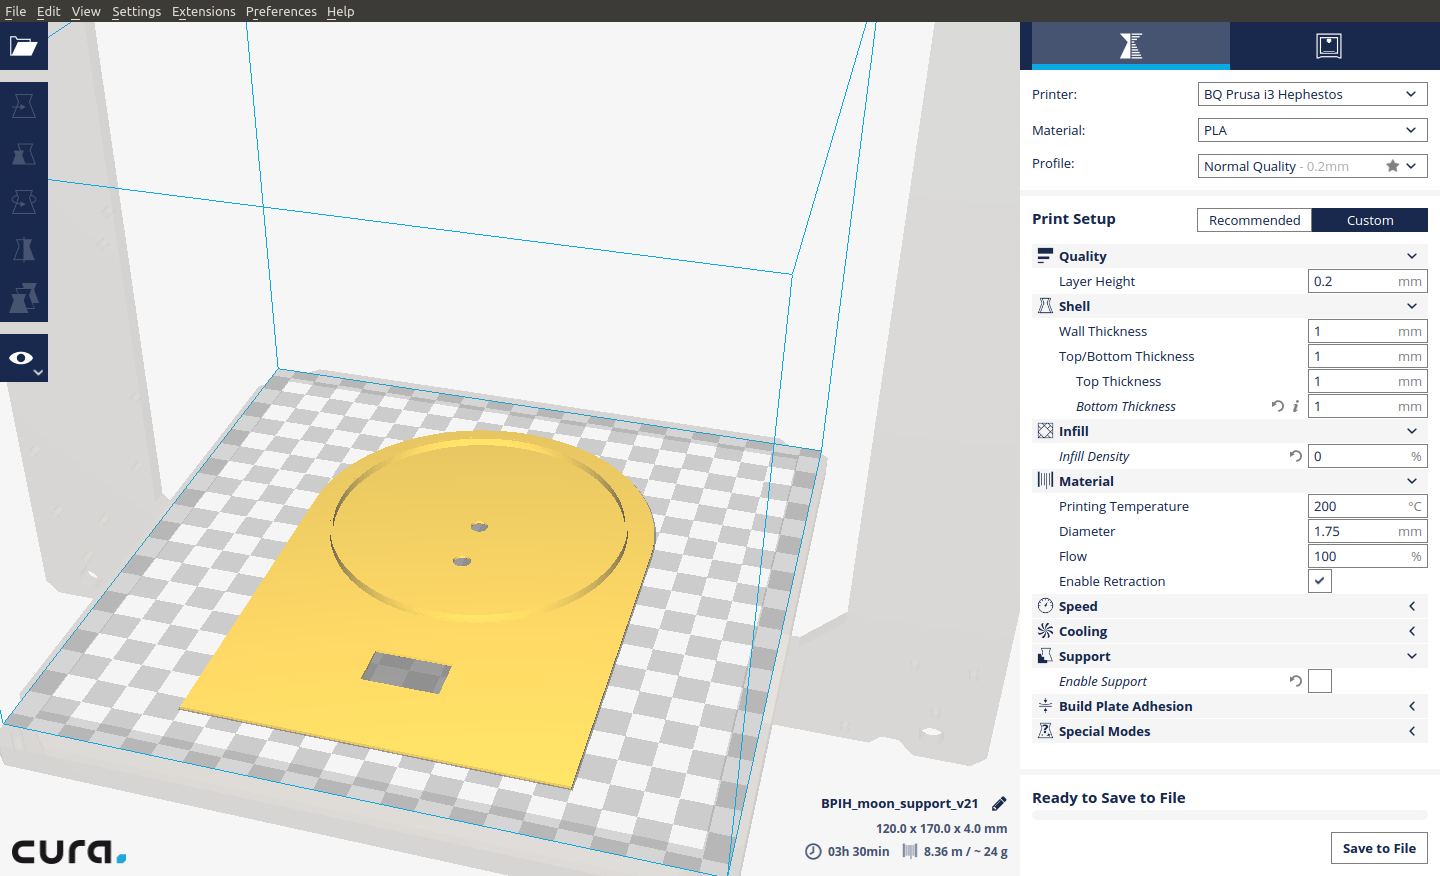 File Edit View Settings Extensions Preferences Help
Printer: BQ Prusa i3 Hephestos
Material: PLA
Profile: Normal Quality - 0.2mm
Print Setup Recommended Custom
Quality
Layer Height 0.2 mm
Shell
Wall Thickness 1 mm
Top/Bottom Thickness 1 mm
Top Thickness 1 mm
Bottom Thickness i 1 mm
Infill
Infill Density 0 %
Material
Printing Temperature 200 °C
Diameter 1.75 mm
Flow 100 %
Enable Retraction
Speed
Cooling
Support
Enable Support
Build Plate Adhesion
Special Modes
BPIH_moon_support_v21
120.0 x 170.0 x 4.0 mm
03h 30min 8.36 m / ~ 24 g
Ready to Save to File
Save to File
cura.